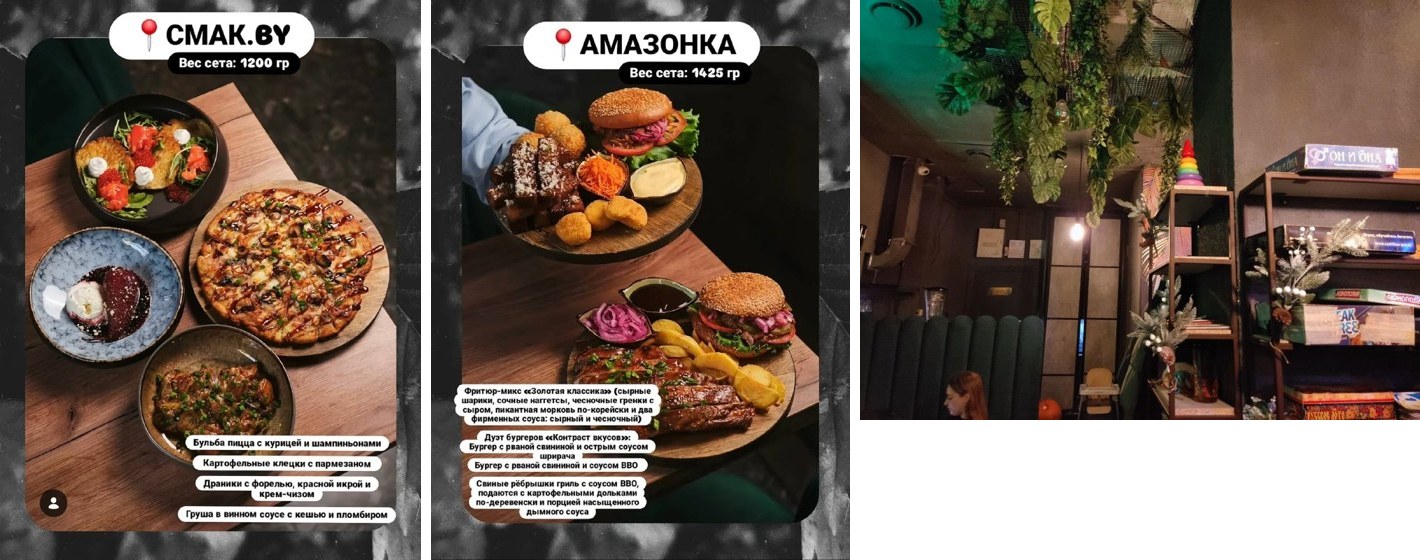 СМАК.BY
Вес сета: 1200 гр
Бульба пицца с курицей и шампиньонами
Картофельные клецки с пармезаном
Драники с форелью, красной икрой и
крем-чизом
Груша в винном соусе с кешью и пломбиром
АМАЗОНКА
Вес сета: 1425 гр
Фритюр-микс «Золотая классика» (сырные
шарики, сочные наггетсы, чесночные гренки с
сыром, пикантная морковь по-корейски и два
фирменных соуса: сырный и чесночный)
Дуэт бургеров «Контраст вкусов»:
Бургер с рваной свининой и острым соусом
шрирача
Бургер с рваной свининой и соусом BBQ
Свиные рёбрышки гриль с соусом BBQ,
подаются с картофельными дольками
по-деревенски и порцией насыщенного
дымного соуса
ОН И ОНА